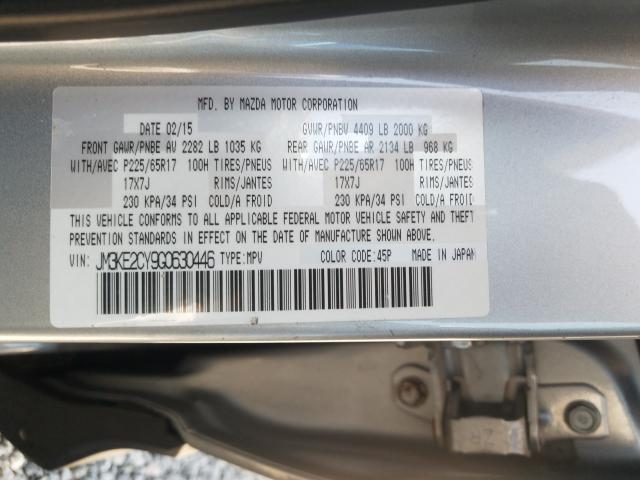 MFD. BY MAZDA MOTOR CORPORATION
DATE 02/15 GVWR/PNBV 4409 LB 2000 KG
FRONT GAWR/PNBE AV 2282 LB 1035 KG REAR GAWR/PNBE AR 2134 LB 968 KG
WITH/AVEC P225/65R17 100H TIRES/PNEUS WITH/AVEC P225/65R17 100H TIRES/PNEUS
17X7J RIMS/JANTES 17X7J RIMS/JANTES
230 KPA/34 PSI COLD/A FROID 230 KPA/34 PSI COLD/A FROID
THIS VEHICLE CONFORMS TO ALL APPLICABLE FEDERAL MOTOR VEHICLE SAFETY AND THEFT
PREVENTION STANDARDS IN EFFECT ON THE DATE OF MANUFACTURE SHOWN ABOVE.
VIN: JM3KE2CY9G0630446 TYPE:MPV COLOR CODE:45P MADE IN JAPAN
ZR